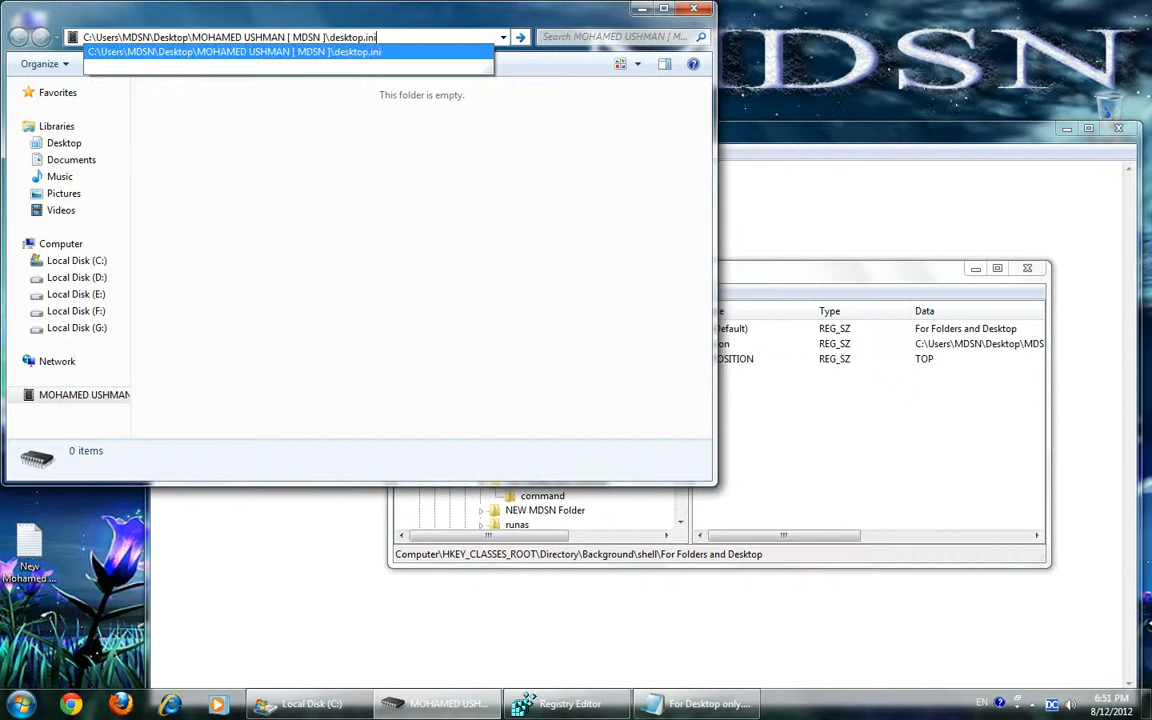 MDSN
C:\Users\MDSN\Desktop\MOHAMED USHMAN [ MDSN ]\desktop.ini
Search MOHAMED USHMAN [ M...
C:\Users\MDSN\Desktop\MOHAMED USHMAN [ MDSN ]\desktop.ini
Organize
This folder is empty.
Favorites
Libraries
Desktop
Documents
Music
Pictures
Videos
Computer
Local Disk (C:)
Local Disk (D:)
Local Disk (E:)
Local Disk (F:)
Local Disk (G:)
Network
MOHAMED USHMAN
0 items
e Type Data
Default) REG_SZ For Folders and Desktop
on REG_SZ C:\Users\MDSN\Desktop\MDS
OSITION REG_SZ TOP
command
NEW MDSN Folder
runas
Computer\HKEY_CLASSES_ROOT\Directory\Background\shell\For Folders and Desktop
New
Mohamed ...
Local Disk (C:)
MOHAMED USH...
Registry Editor
For Desktop only....
EN
DC
6:51 PM
8/12/2012